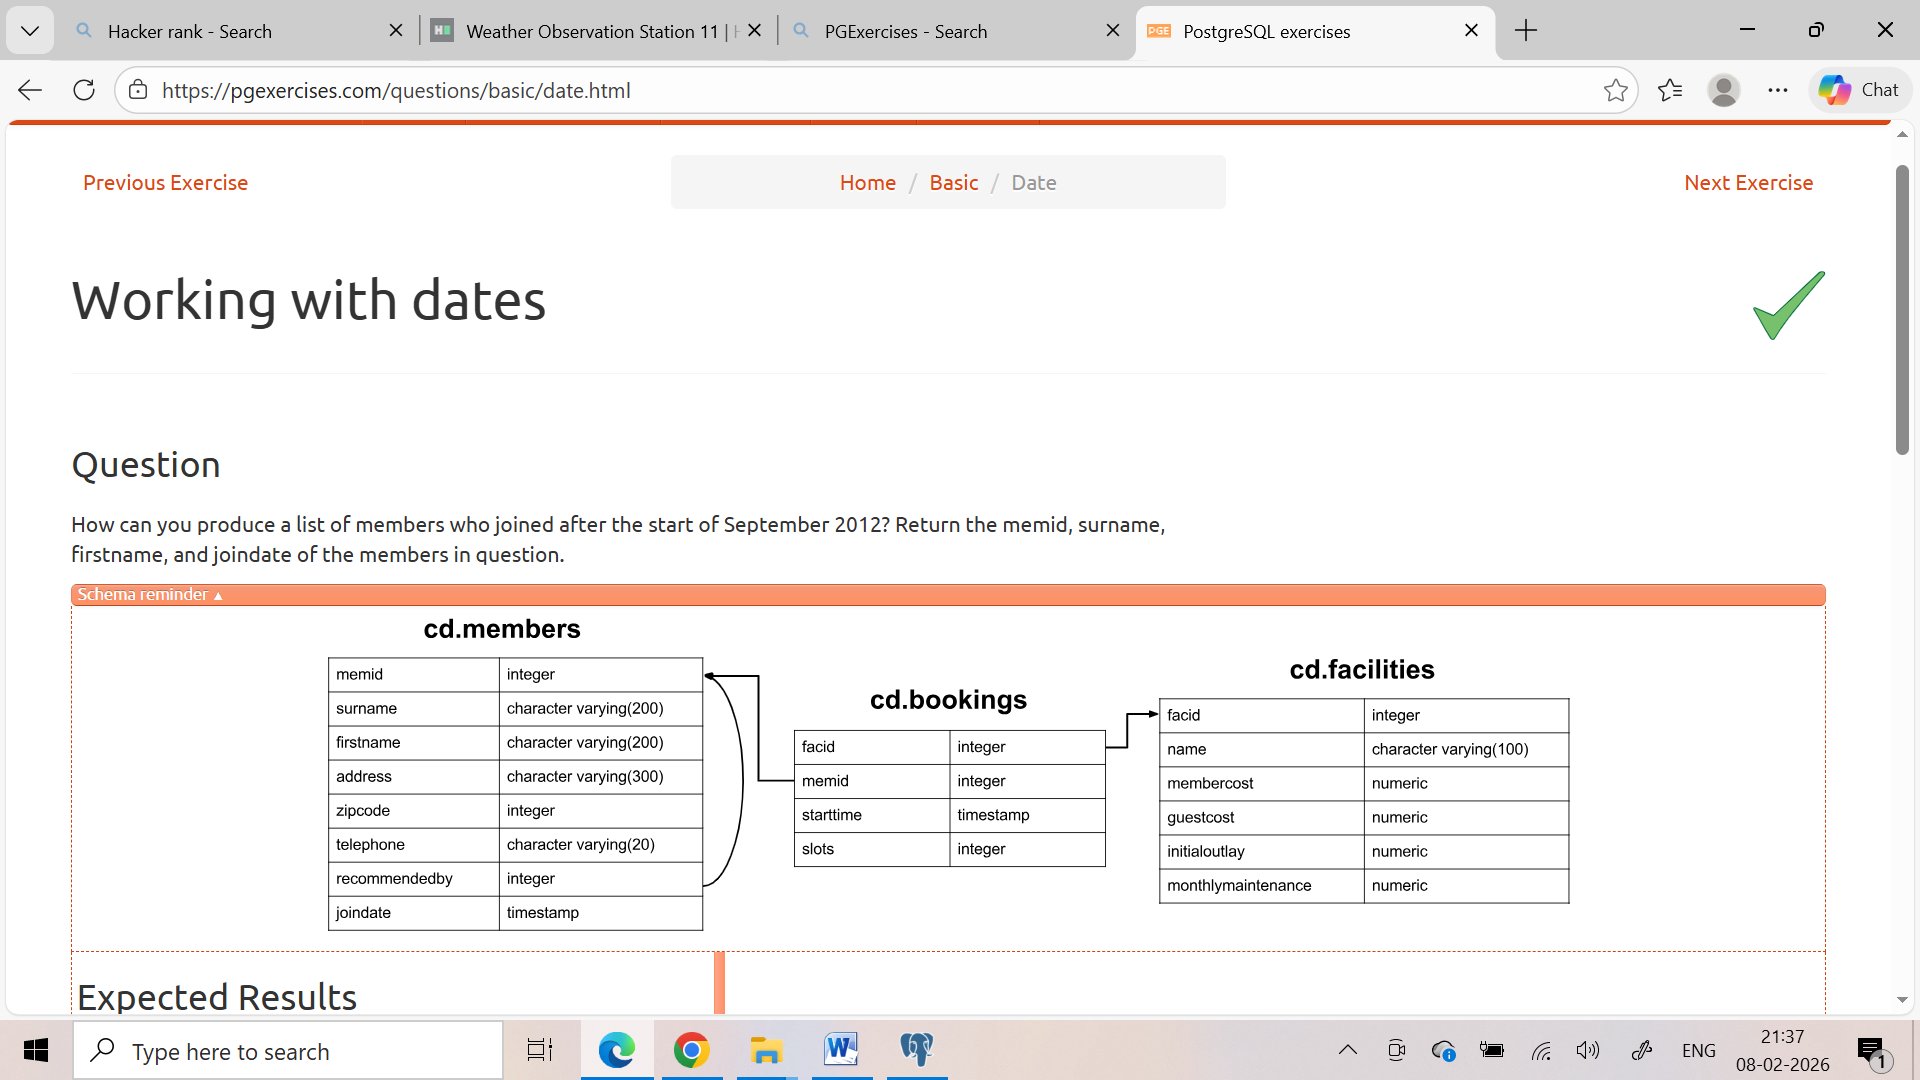 Hacker rank - Search
Weather Observation Station 11 |
PGExercises - Search
PGE
PostgreSQL exercises
https://pgexercises.com/questions/basic/date.html
Chat
Previous Exercise
Home / Basic / Date
Next Exercise
Working with dates
Question
How can you produce a list of members who joined after the start of September 2012? Return the memid, surname,
firstname, and joindate of the members in question.
Schema reminder ▲
cd.members
memid integer
surname character varying(200)
firstname character varying(200)
address character varying(300)
zipcode integer
telephone character varying(20)
recommendedby integer
joindate timestamp
cd.bookings
facid integer
memid integer
starttime timestamp
slots integer
cd.facilities
facid integer
name character varying(100)
membercost numeric
guestcost numeric
initialoutlay numeric
monthlymaintenance numeric
Expected Results
Type here to search
W
ENG
21:37
08-02-2026
1